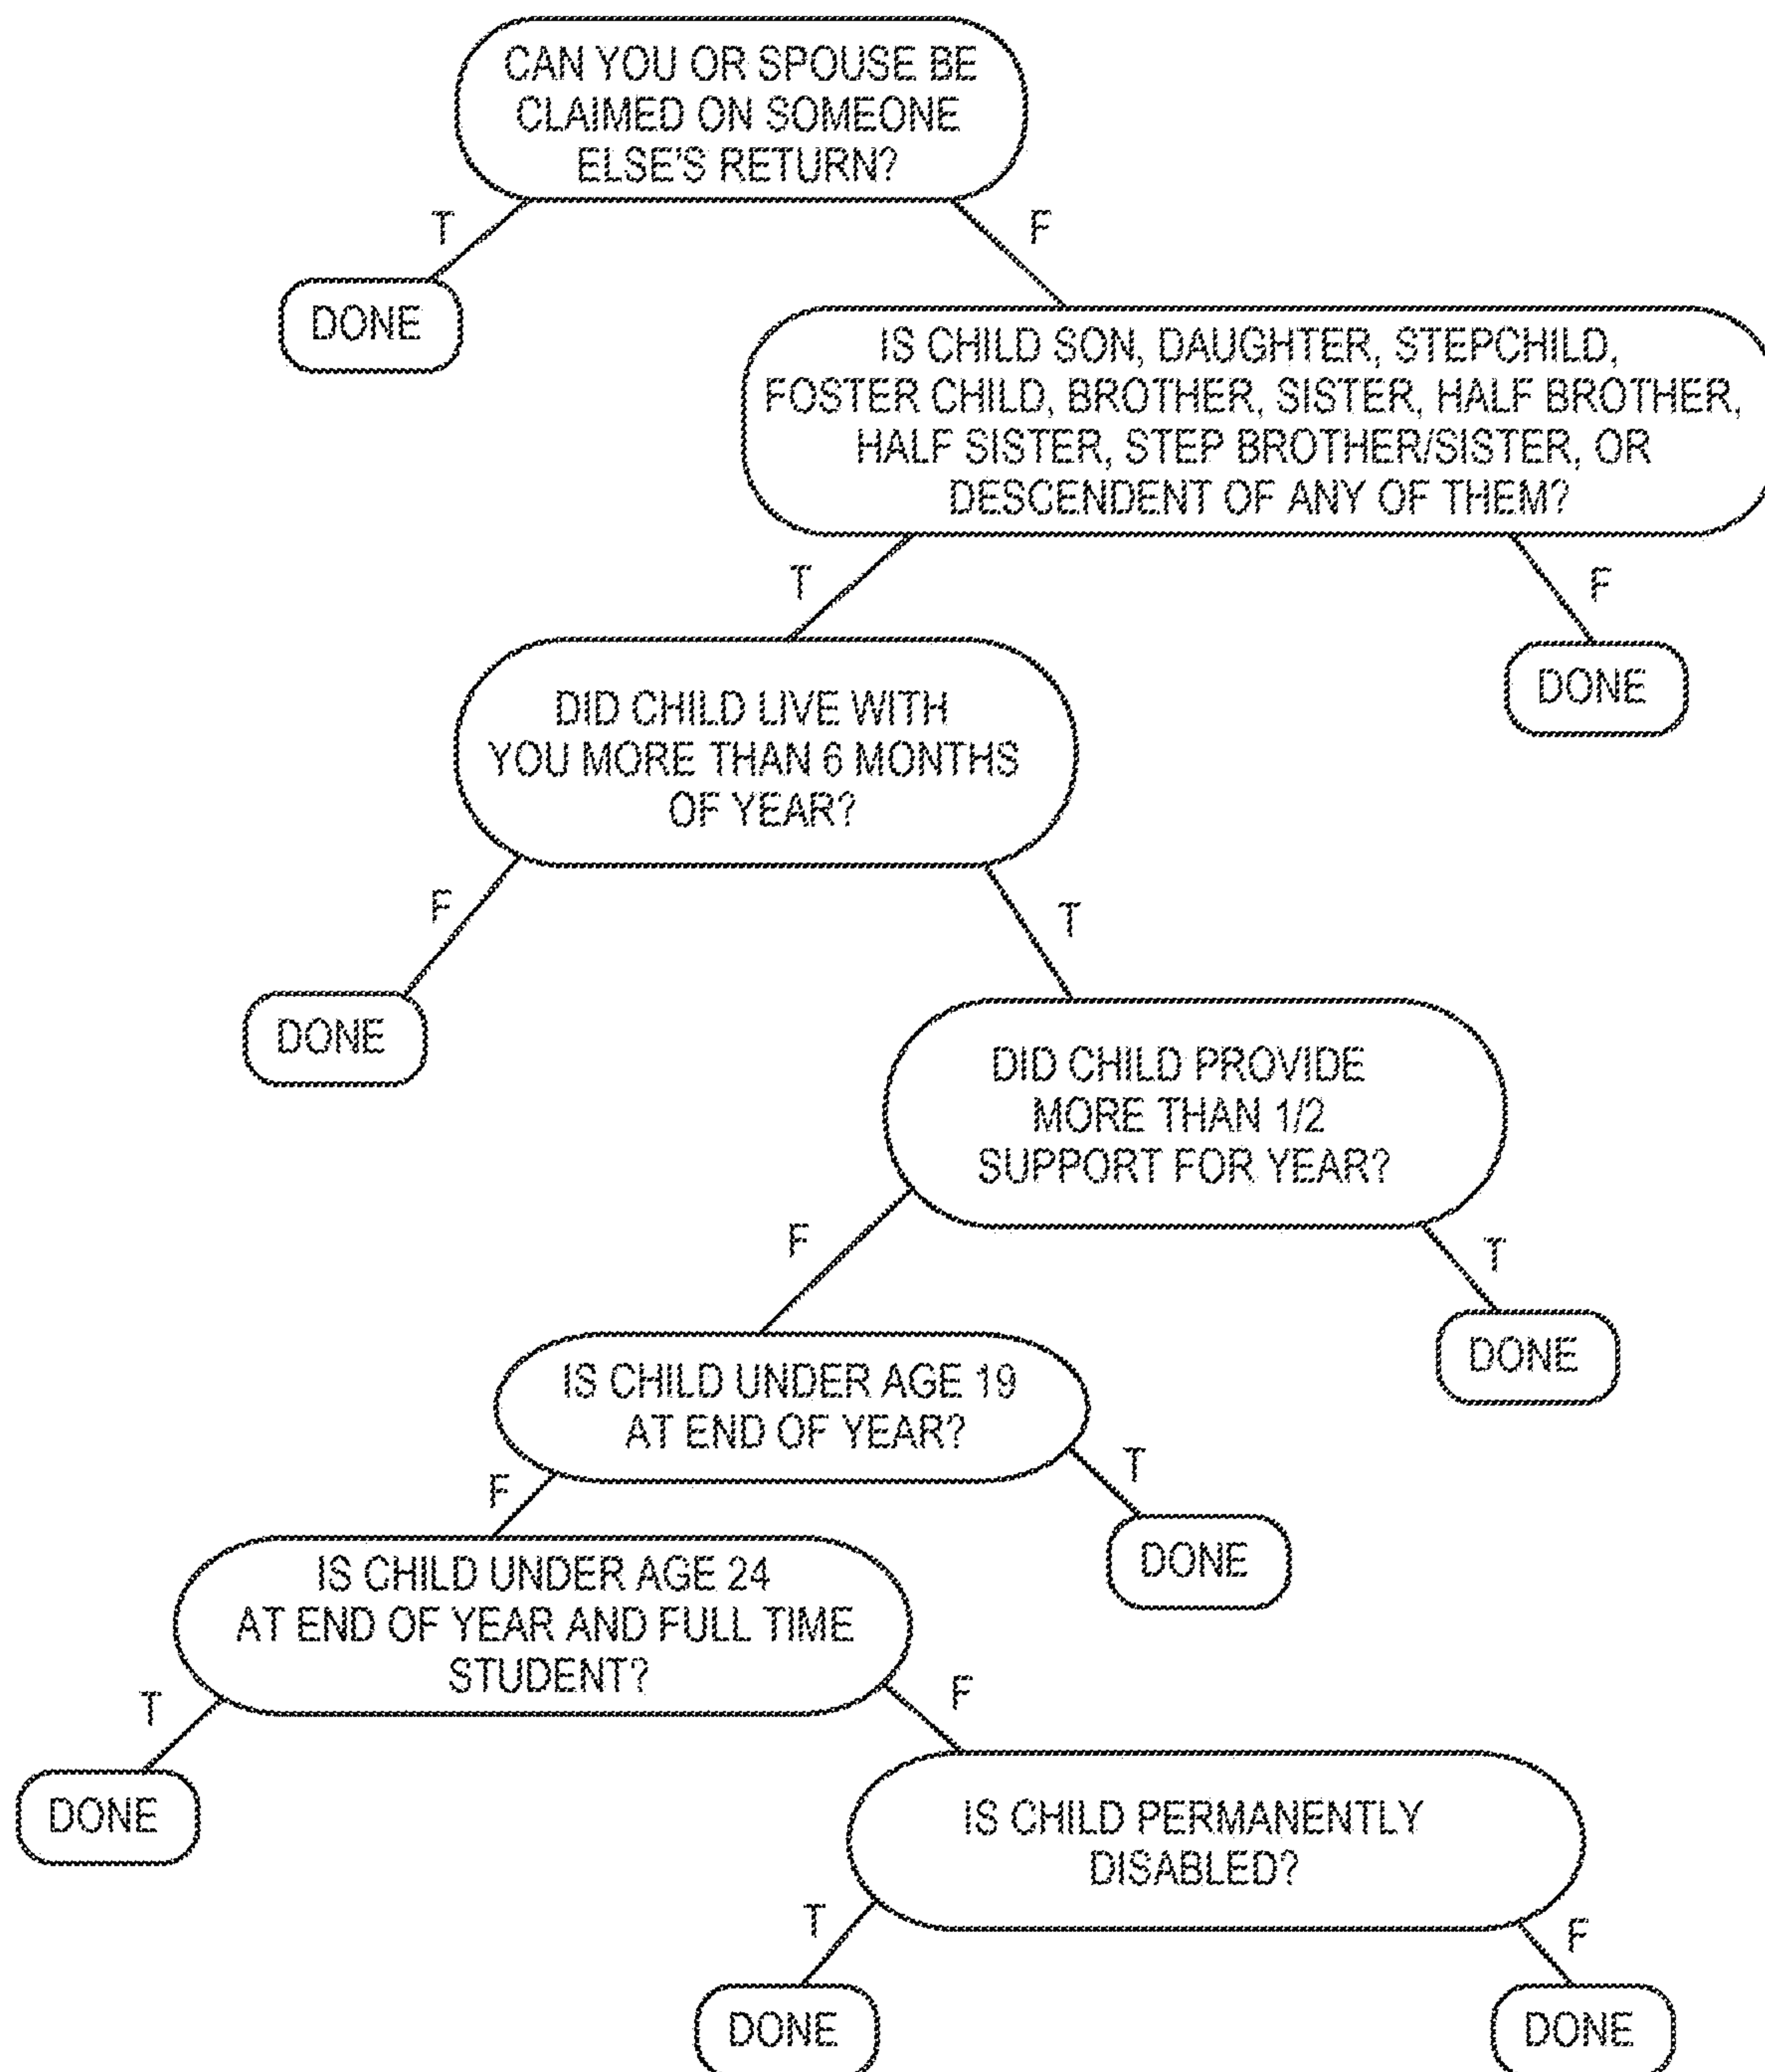 CAN YOU OR SPOUSE BE
CLAIMED ON SOMEONE
ELSE'S RETURN?
T
F
DONE
IS CHILD SON, DAUGHTER, STEPCHILD,
FOSTER CHILD, BROTHER, SISTER, HALF BROTHER,
HALF SISTER, STEP BROTHER/SISTER, OR
DESCENDENT OF ANY OF THEM?
T
F
DID CHILD LIVE WITH
YOU MORE THAN 6 MONTHS
OF YEAR?
DONE
F
T
DONE
DID CHILD PROVIDE
MORE THAN 1/2
SUPPORT FOR YEAR?
F
T
DONE
IS CHILD UNDER AGE 19
AT END OF YEAR?
F
T
DONE
IS CHILD UNDER AGE 24
AT END OF YEAR AND FULL TIME
STUDENT?
T
F
DONE
IS CHILD PERMANENTLY
DISABLED?
T
F
DONE
DONE